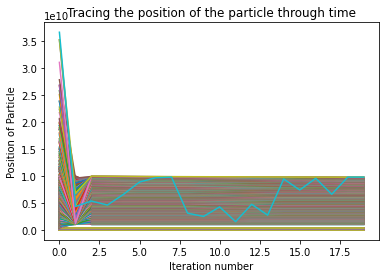 Tracing the position of the particle through time
1e10
3.5
3.0
2.5
2.0
1.5
1.0
0.5
0.0
Position of Particle
0.0 2.5 5.0 7.5 10.0 12.5 15.0 17.5
Iteration number